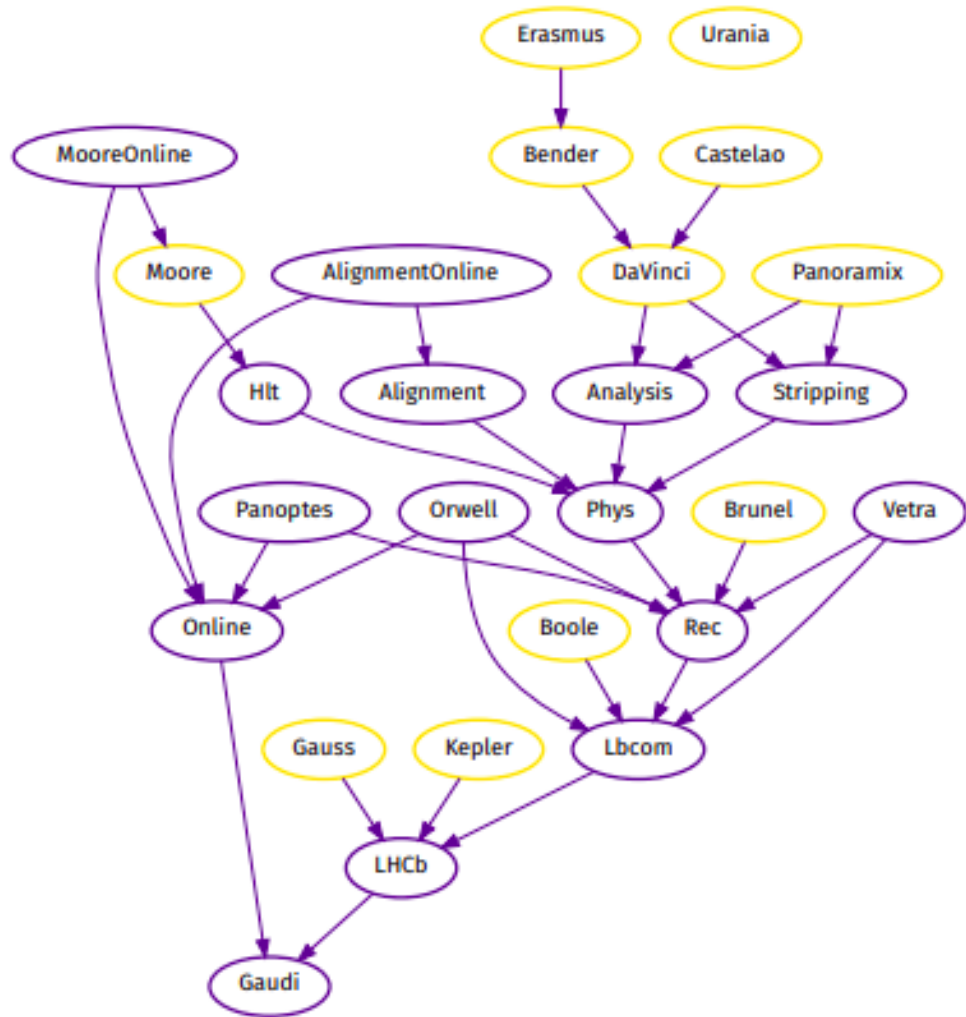 Erasmus
Urania
MooreOnline
Bender
Castelao
Moore
AlignmentOnline
DaVinci
Panoramix
Hlt
Alignment
Analysis
Stripping
Panoptes
Orwell
Phys
Brunel
Vetra
Online
Boole
Rec
Gauss
Kepler
Lbcom
LHCb
Gaudi